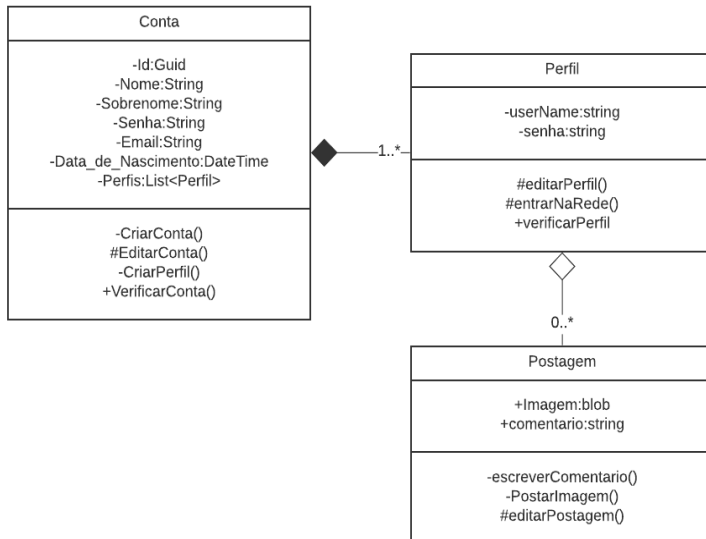 Conta
-Id:Guid
-Nome:String
-Sobrenome:String
-Senha:String
-Email:String
-Data_de_Nascimento:DateTime
-Perfis:List<Perfil>
-CriarConta()
#EditarConta()
-CriarPerfil()
+VerificarConta()
1..*
Perfil
-userName:string
-senha:string
#editarPerfil()
#entrarNaRede()
+verificarPerfil
0..*
Postagem
+Imagem:blob
+comentario:string
-escreverComentario()
-PostarImagem()
#editarPostagem()